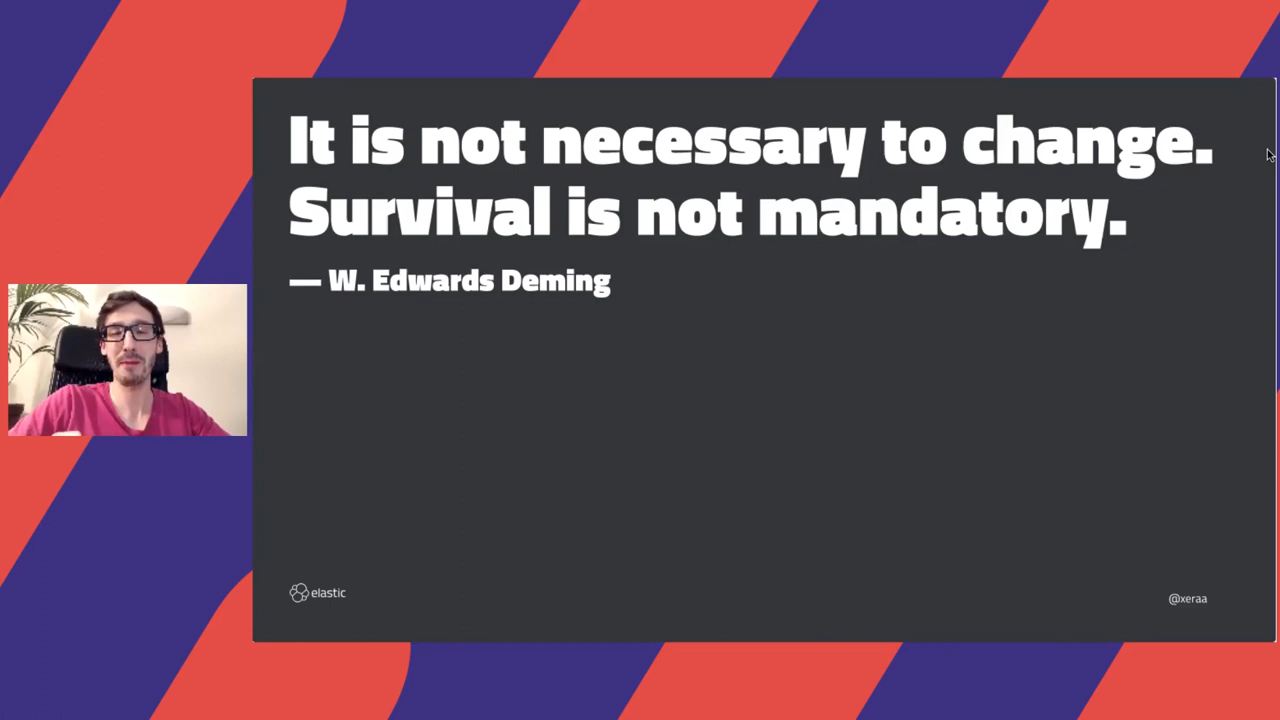 It is not necessary to change.
Survival is not mandatory.
— W. Edwards Deming
elastic
@xeraa